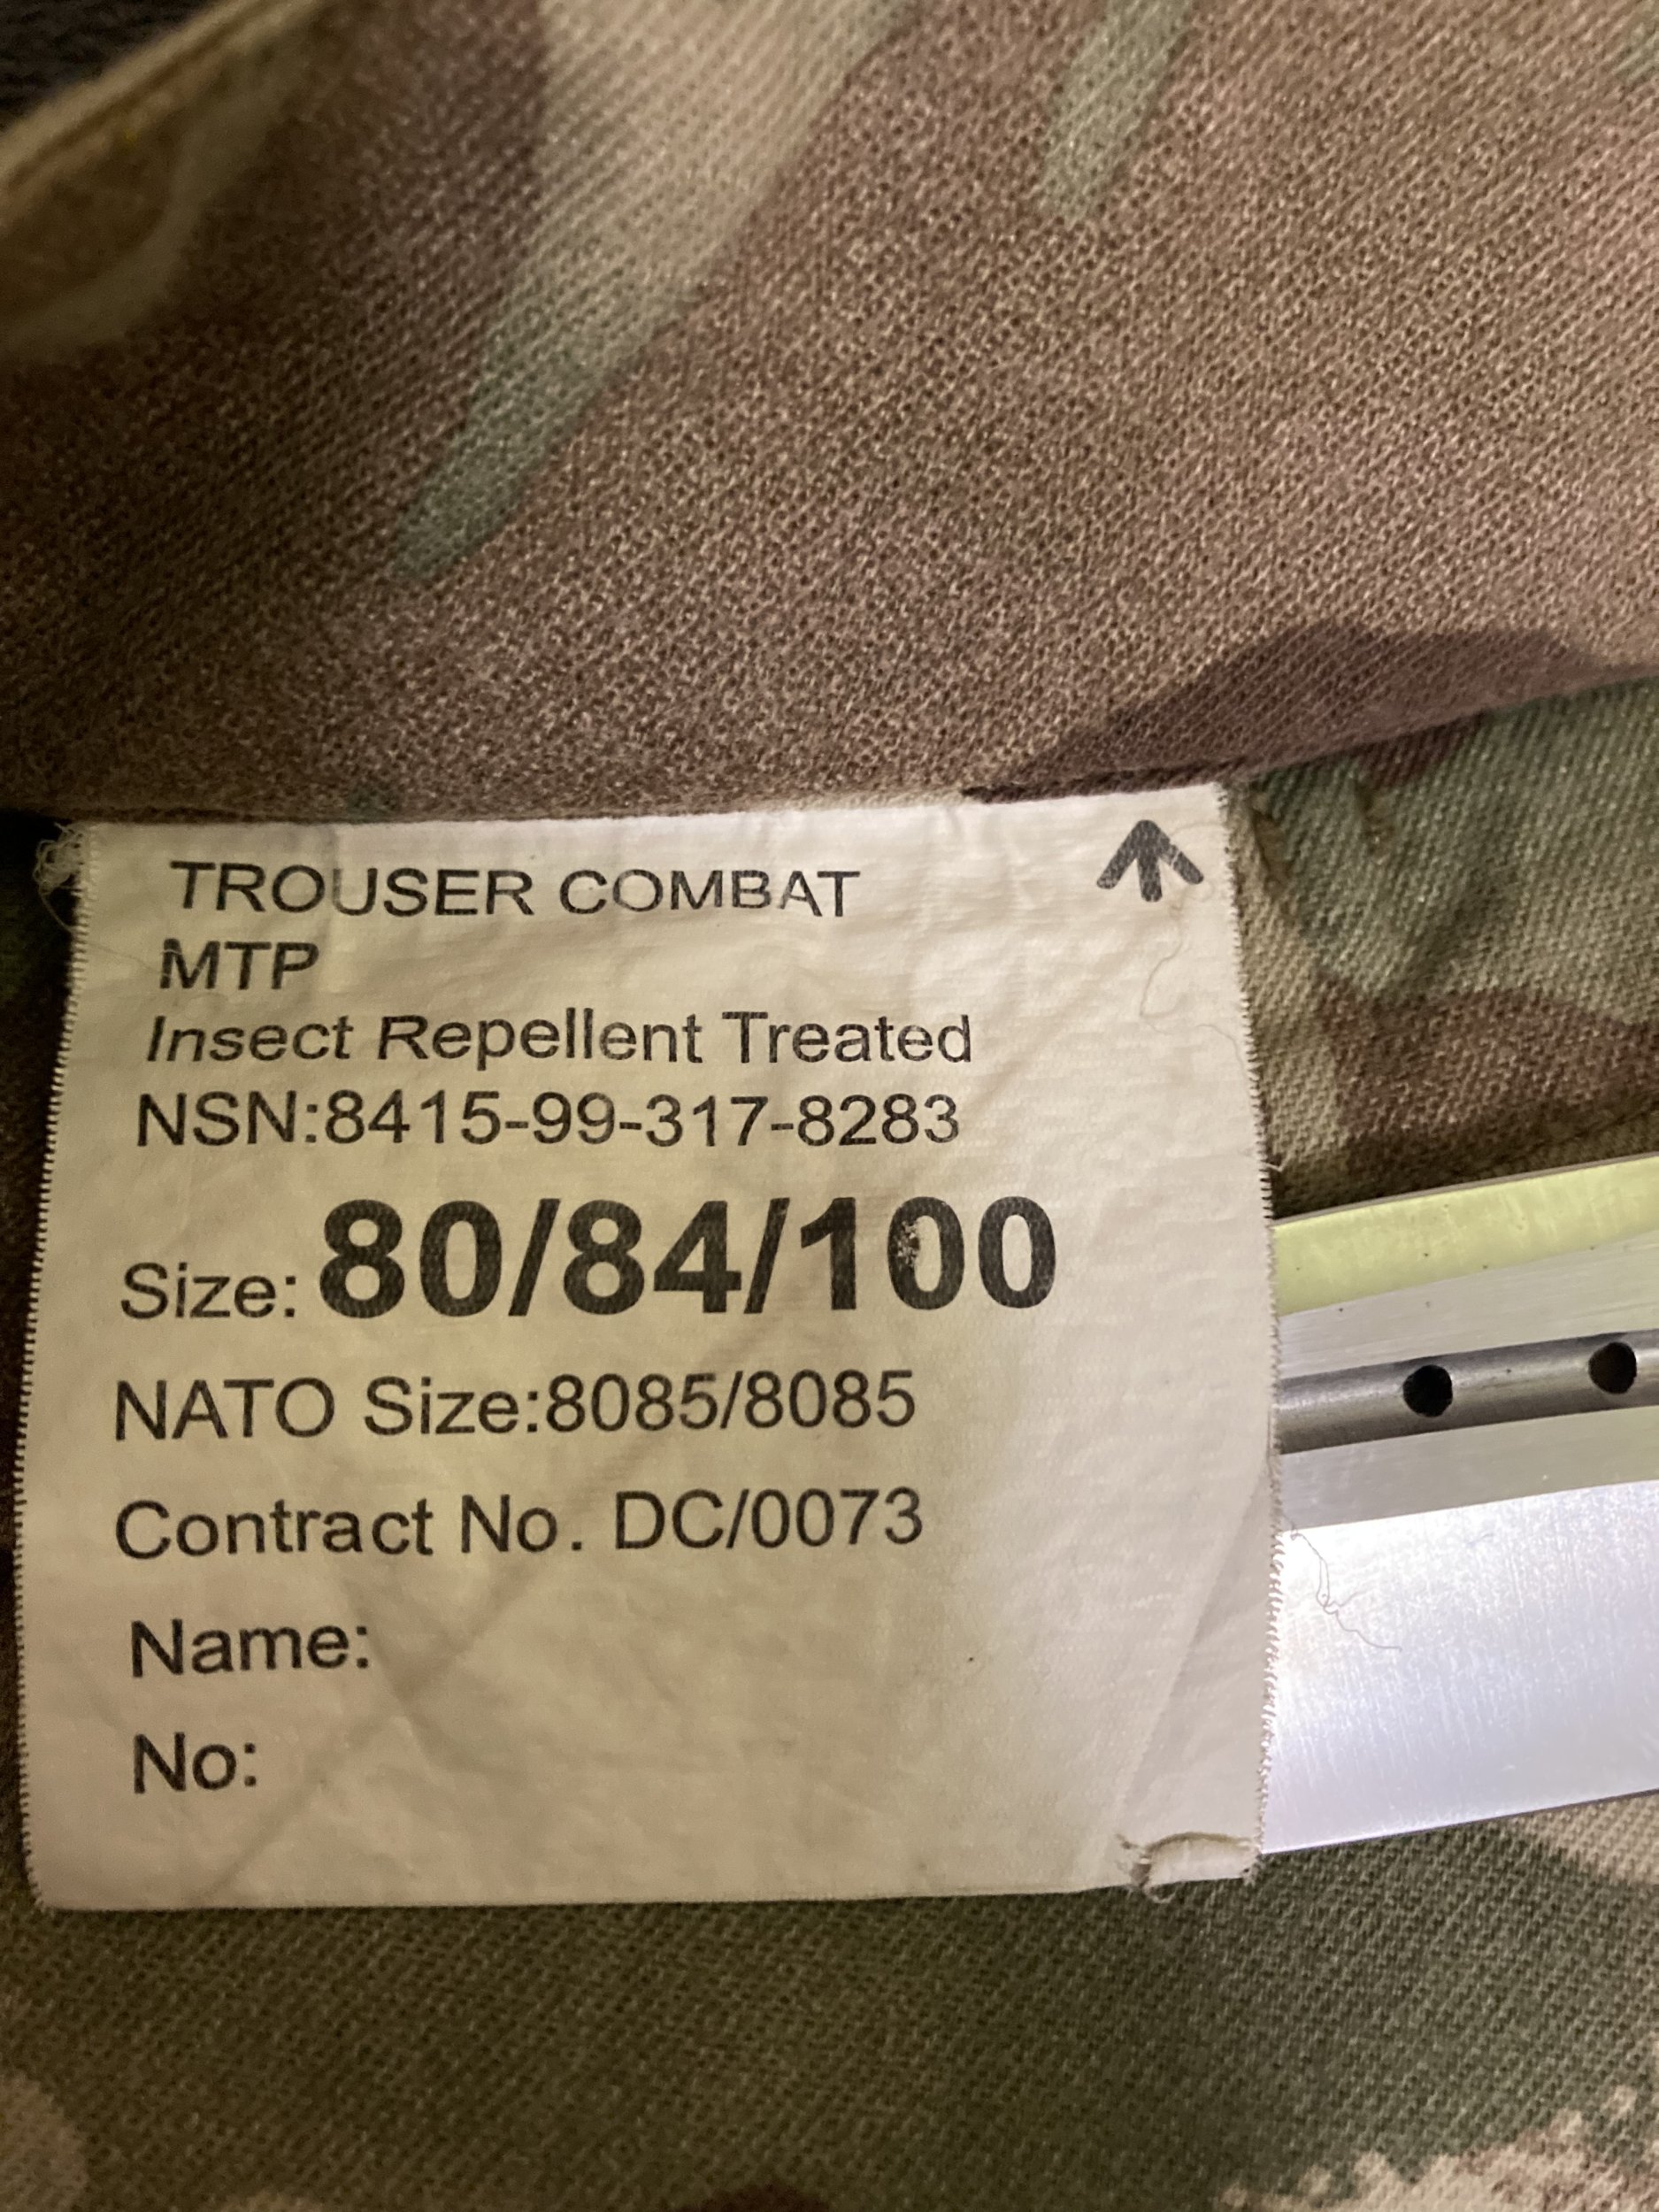 TROUSER COMBAT
MTP
Insect Repellent Treated
NSN:8415-99-317-8283
Size: 80/84/100
NATO Size:8085/8085
Contract No. DC/0073
Name:
No: